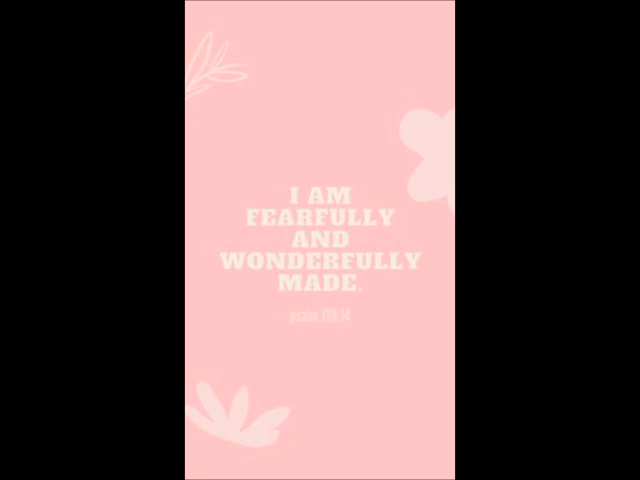 I AM
FEARFULLY
AND
WONDERFULLY
MADE.
psalm 139:14